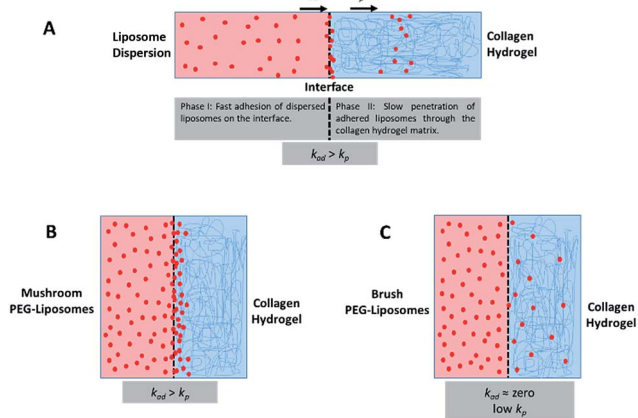 A
Liposome
Dispersion
Collagen
Hydrogel
Interface
Phase I: Fast adhesion of dispersed
liposomes on the interface.
Phase II: Slow penetration of
adhered liposomes through the
collagen hydrogel matrix.
kad > kp
B
Mushroom
PEG-Liposomes
Collagen
Hydrogel
kad > kp
C
Brush
PEG-Liposomes
Collagen
Hydrogel
kad ≈ zero
low kp